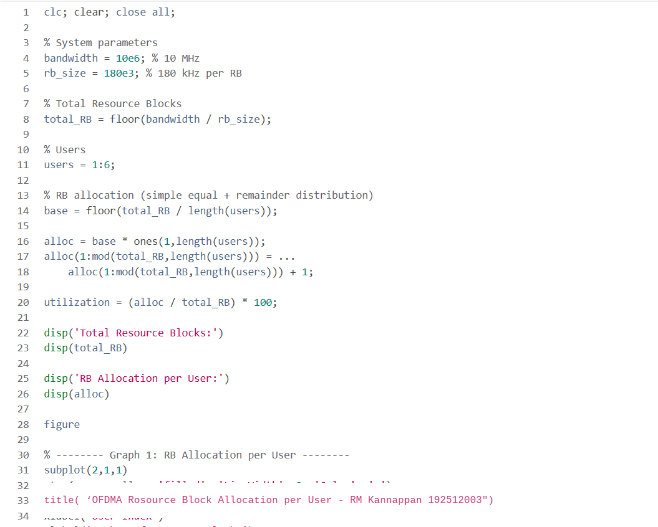 1 clc; clear; close all;
2
3 % System parameters
4 bandwidth = 10e6; % 10 MHz
5 rb_size = 180e3; % 180 kHz per RB
6
7 % Total Resource Blocks
8 total_RB = floor(bandwidth / rb_size);
9
10 % Users
11 users = 1:6;
12
13 % RB allocation (simple equal + remainder distribution)
14 base = floor(total_RB / length(users));
15
16 alloc = base * ones(1,length(users));
17 alloc(1:mod(total_RB,length(users))) = ...
18 alloc(1:mod(total_RB,length(users))) + 1;
19
20 utilization = (alloc / total_RB) * 100;
21
22 disp('Total Resource Blocks:')
23 disp(total_RB)
24
25 disp('RB Allocation per User:')
26 disp(alloc)
27
28 figure
29
30 % -------- Graph 1: RB Allocation per User --------
31 subplot(2,1,1)
32
33 title( ‘OFDMA Rosource Block Allocation per User - RM Kannappan 192512003")
34